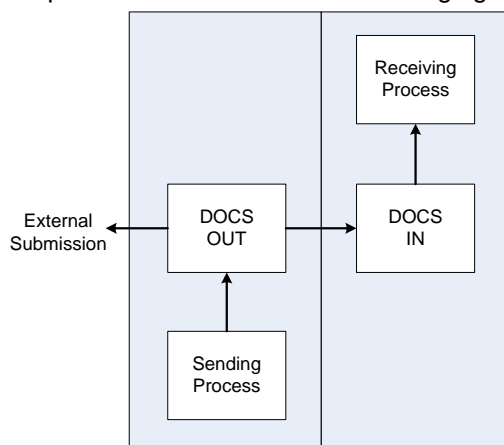 Receiving
Process
External
Submission
DOCS
OUT
DOCS
IN
Sending
Process